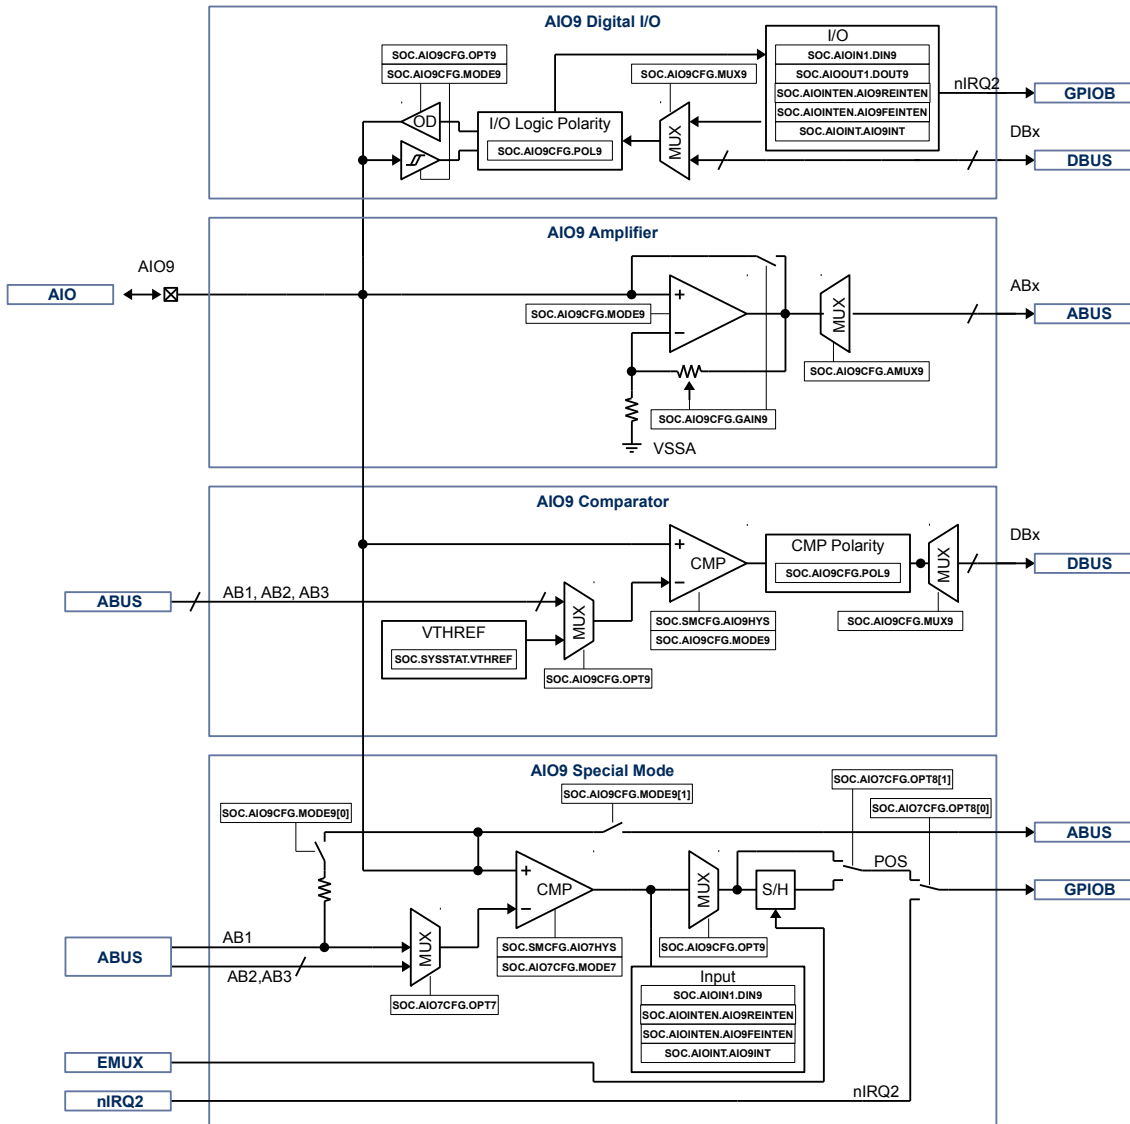 AIO9 Digital I/O
I/O
SOC.AIO9CFG.OPT9
SOC.AIO9CFG.MODE9
SOC.AIO9CFG.MUX9
SOC.AIOIN1.DIN9
SOC.AIOOUT1.DOUT9
SOC.AIOINTEN.AIO9REINTEN
SOC.AIOINTEN.AIO9FEINTEN
SOC.AIOINT.AIO9INT
nIRQ2
GPIOB
OD
I/O Logic Polarity
SOC.AIO9CFG.POL9
MUX
DBx
DBUS
AIO9 Amplifier
AIO9
AIO
SOC.AIO9CFG.MODE9
+
−
MUX
ABx
ABUS
SOC.AIO9CFG.AMUX9
SOC.AIO9CFG.GAIN9
VSSA
AIO9 Comparator
+
−
CMP
CMP Polarity
SOC.AIO9CFG.POL9
MUX
DBx
DBUS
ABUS
AB1, AB2, AB3
MUX
VTHREF
SOC.SYSSTAT.VTHREF
SOC.SMCFG.AIO9HYS
SOC.AIO9CFG.MODE9
SOC.AIO9CFG.MUX9
SOC.AIO9CFG.OPT9
AIO9 Special Mode
SOC.AIO9CFG.MODE9[0]
SOC.AIO9CFG.MODE9[1]
SOC.AIO7CFG.OPT8[1]
SOC.AIO7CFG.OPT8[0]
ABUS
+
−
CMP
MUX
S/H
POS
GPIOB
ABUS
AB1
AB2,AB3
MUX
SOC.SMCFG.AIO7HYS
SOC.AIO7CFG.MODE7
SOC.AIO9CFG.OPT9
SOC.AIO7CFG.OPT7
Input
SOC.AIOIN1.DIN9
SOC.AIOINTEN.AIO9REINTEN
SOC.AIOINTEN.AIO9FEINTEN
SOC.AIOINT.AIO9INT
EMUX
nIRQ2
nIRQ2